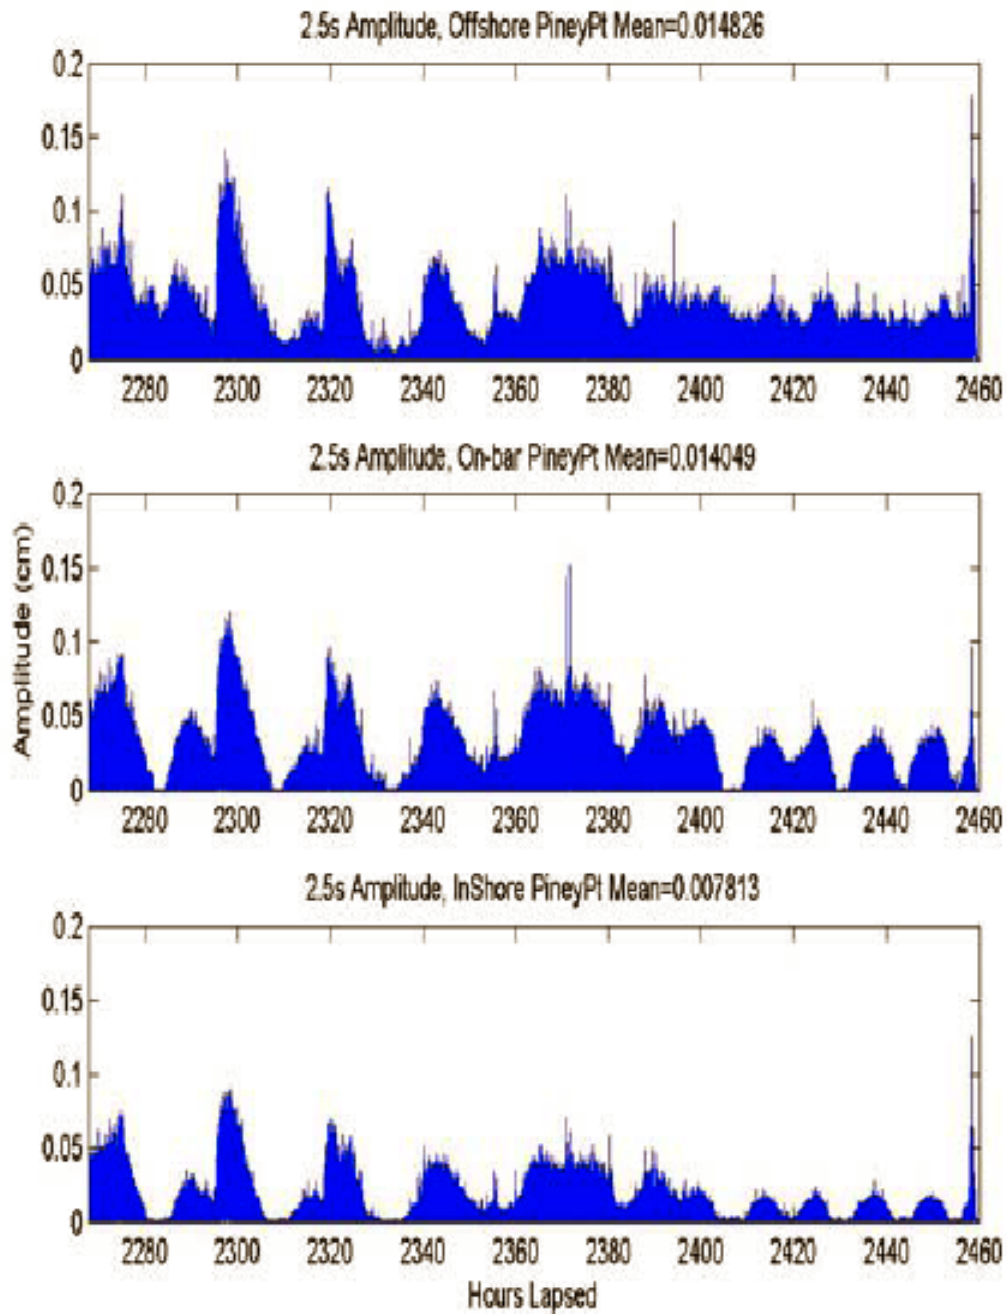 2.5s Amplitude, Offshore PineyPt Mean=0.014826
0.2
0.15
0.1
0.05
0
2280 2300 2320 2340 2360 2380 2400 2420 2440 2460
2.5s Amplitude, On-bar PineyPt Mean=0.014049
Amplitude (cm)
0.2
0.15
0.1
0.05
0
2280 2300 2320 2340 2360 2380 2400 2420 2440 2460
2.5s Amplitude, InShore PineyPt Mean=0.007813
0.2
0.15
0.1
0.05
0
2280 2300 2320 2340 2360 2380 2400 2420 2440 2460
Hours Lapsed